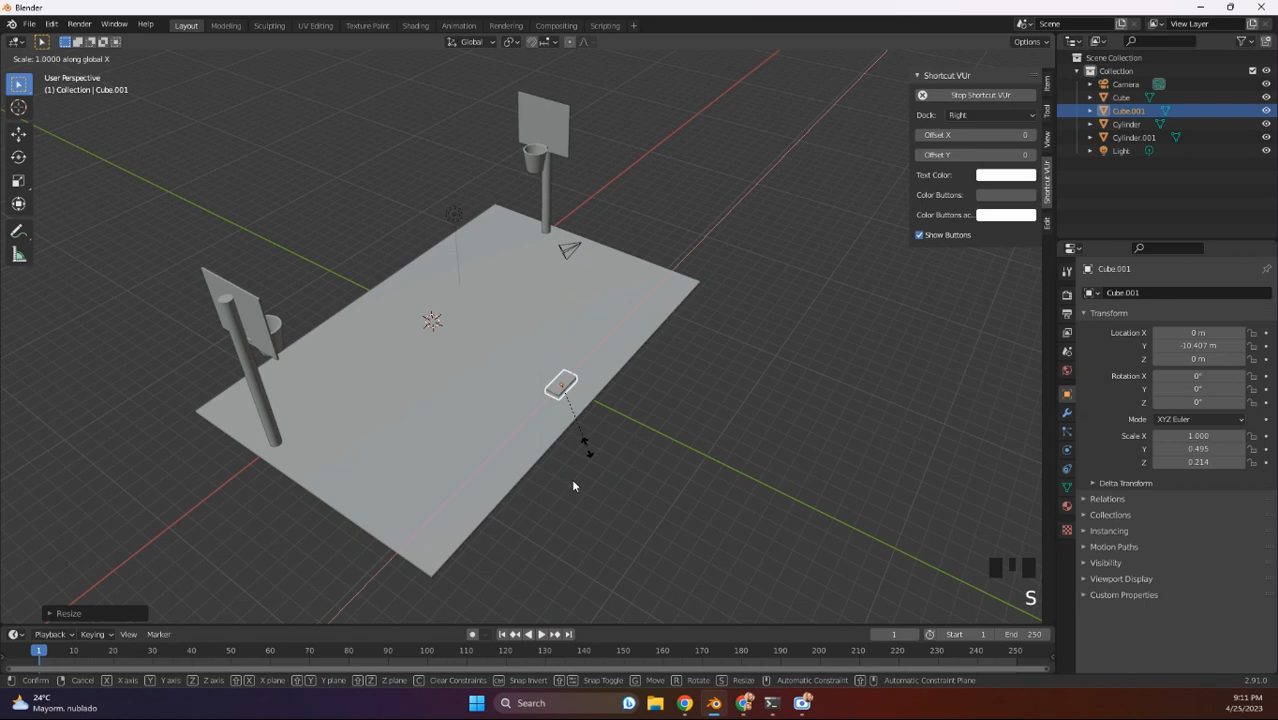 Blender
File Edit Render Window Help Layout Modeling Sculpting UV Editing Texture Paint Shading Animation Rendering Compositing Scripting + Scene View Layer
Global Options
Scale: 1.0000 along global X
User Perspective
(1) Collection | Cube.001
Shortcut VUr
Stop Shortcut VUr
Dock: Right
Offset X 0
Offset Y 0
Text Color:
Color Buttons:
Color Buttons ac..
Show Buttons
Item
Tool
View
Shortcut VUr
Edit
Scene Collection
Collection
Camera
Cube
Cube.001
Cylinder
Cylinder.001
Light
Cube.001
Cube.001
Transform
Location X 0 m
Y -10.407 m
Z 0 m
Rotation X 0°
Y 0°
Z 0°
Mode XYZ Euler
Scale X 1.000
Y 0.495
Z 0.214
Delta Transform
Relations
Collections
Instancing
Motion Paths
Visibility
Viewport Display
Custom Properties
S
Resize
Playback Keying View Marker 1 Start 1 End 250
1 10 20 30 40 50 60 70 80 90 100 110 120 130 140 150 160 170 180 190 200 210 220 230 240 250
Confirm Cancel X X axis Y Y axis Z Z axis X X plane Y Y plane Z Z plane C Clear Constraints Snap Invert Snap Toggle G Move R Rotate S Resize Automatic Constraint Automatic Constraint Plane 2.91.0
24°C
Mayorm. nublado
Search
9:11 PM
4/25/2023